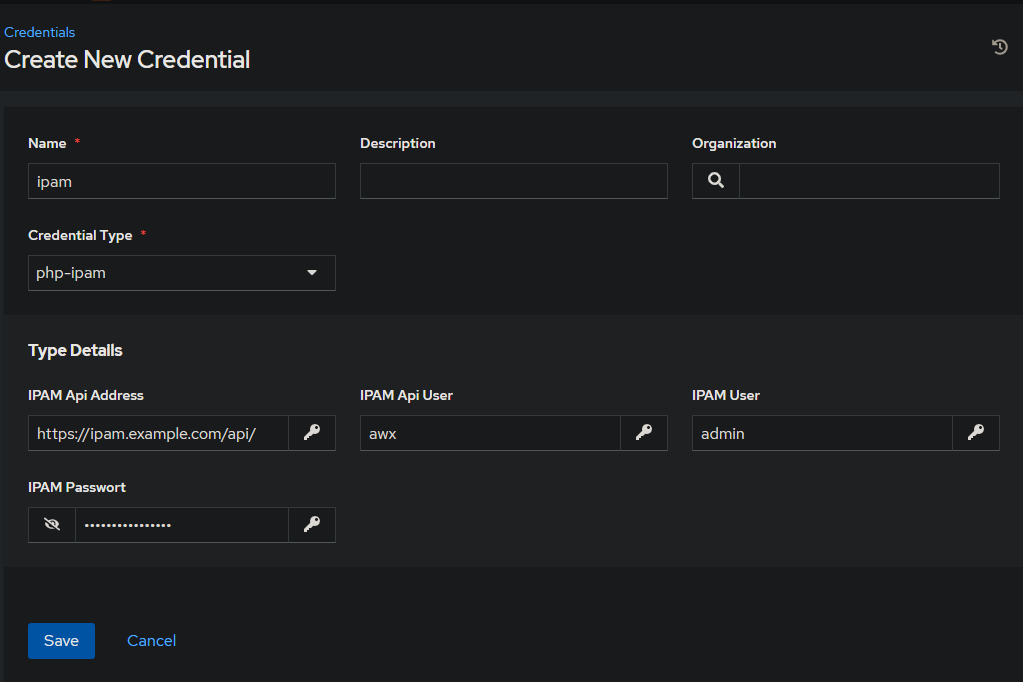 Credentials
Create New Credential
Name *
Description
Organization
ipam
Credential Type *
php-ipam
Type Details
IPAM Api Address
IPAM Api User
IPAM User
https://ipam.example.com/api/
awx
admin
IPAM Passwort
••••••••••••••••
Save
Cancel